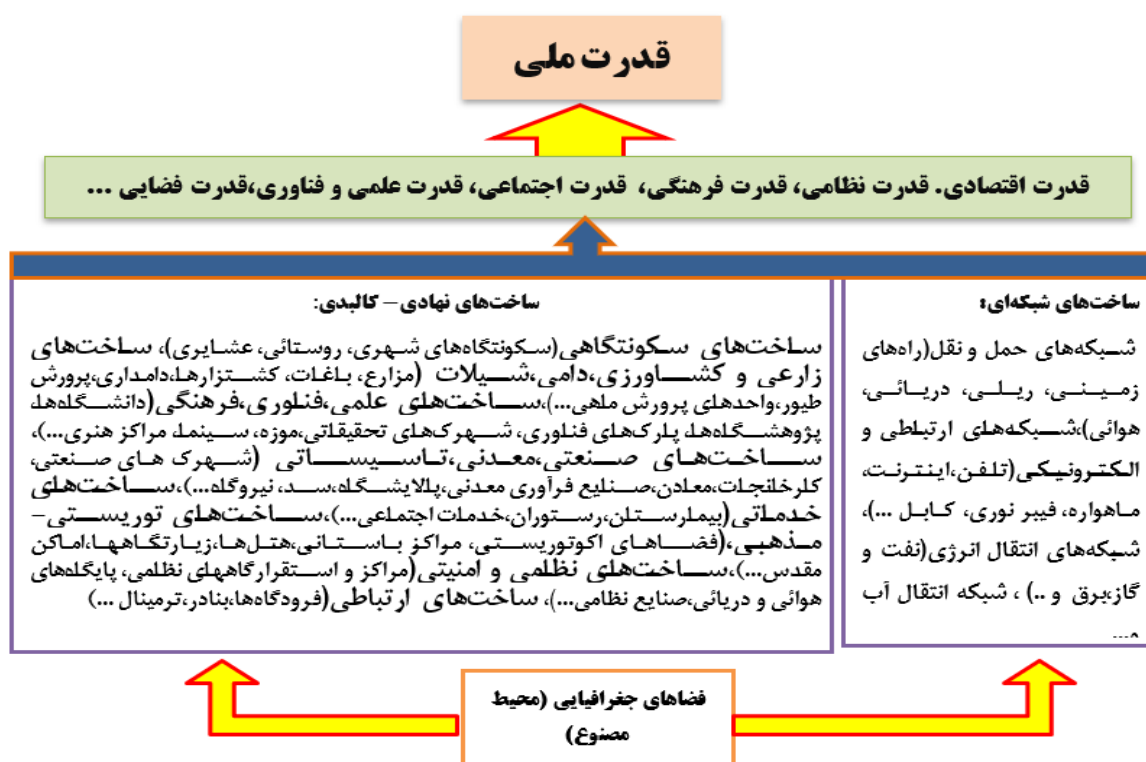 قدرت ملی
قدرت اقتصادی. قدرت نظامی، قدرت فرهنگی، قدرت اجتماعی، قدرت علمی و فناوری،قدرت فضایی ...
ساخت‌های شبکه‌ای:
شبکه‌های حمل و نقل(راه‌های
زمینی، ریلی، دریائی،
هوائی)،شبکه‌های ارتباطی و
الکترونیکی(تلفن،اینترنت،
ماهواره، فیبر نوری، کابل ...)،
شبکه‌های انتقال انرژی(نفت و
گاز،برق و ..) ، شبکه انتقال آب
و...
ساخت‌های نهادی– کالبدی:
ساخت‌های سکونتگاهی(سکونتگاه‌های شهری، روستائی، عشایری)، ساخت‌های
زارعی و کشاورزی،دامی،شیلات (مزارع، باغات، کشتزارها،دامداری،پرورش
طیور،واحدهای پرورش ماهی...)،ساخت‌های علمی،فناوری،فرهنگی(دانشگاه‌ها،
پژوهشگاه‌ها، پارک‌های فناوری، شهرک‌های تحقیقاتی،موزه، سینما، مراکز هنری...)،
ساخت‌های صنعتی،معدنی،تاسیساتی (شهرک های صنعتی،
کارخانجات،معادن،صنایع فرآوری معدنی،پالایشگاه،سد، نیروگاه...)،ساخت‌های
خدماتی(بیمارستان،رستوران،خدمات اجتماعی...)،ساخت‌های توریستی–
مذهبی،(فضاهای اکوتوریستی، مراکز باستانی،هتل‌ها،زیارتگاهها،اماکن
مقدس...)،ساخت‌های نظامی و امنیتی(مراکز و استقرارگاههای نظامی، پایگاه‌های
هوائی و دریائی،صنایع نظامی...)، ساخت‌های ارتباطی(فرودگاه‌ها،بنادر،ترمینال ...)
فضاهای جغرافیایی (محیط
مصنوع)